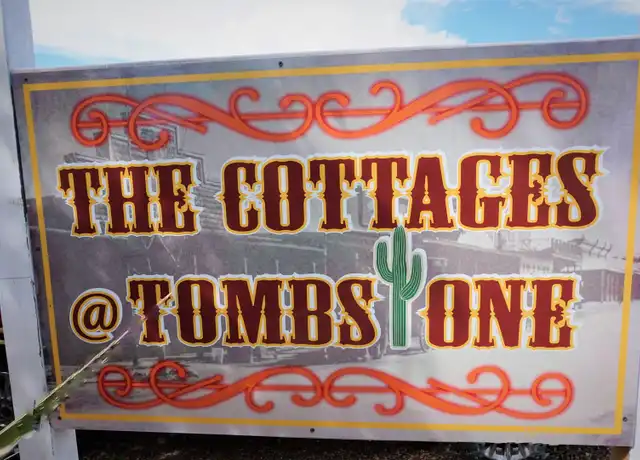 THE COTTAGES
@ TOMBSTONE